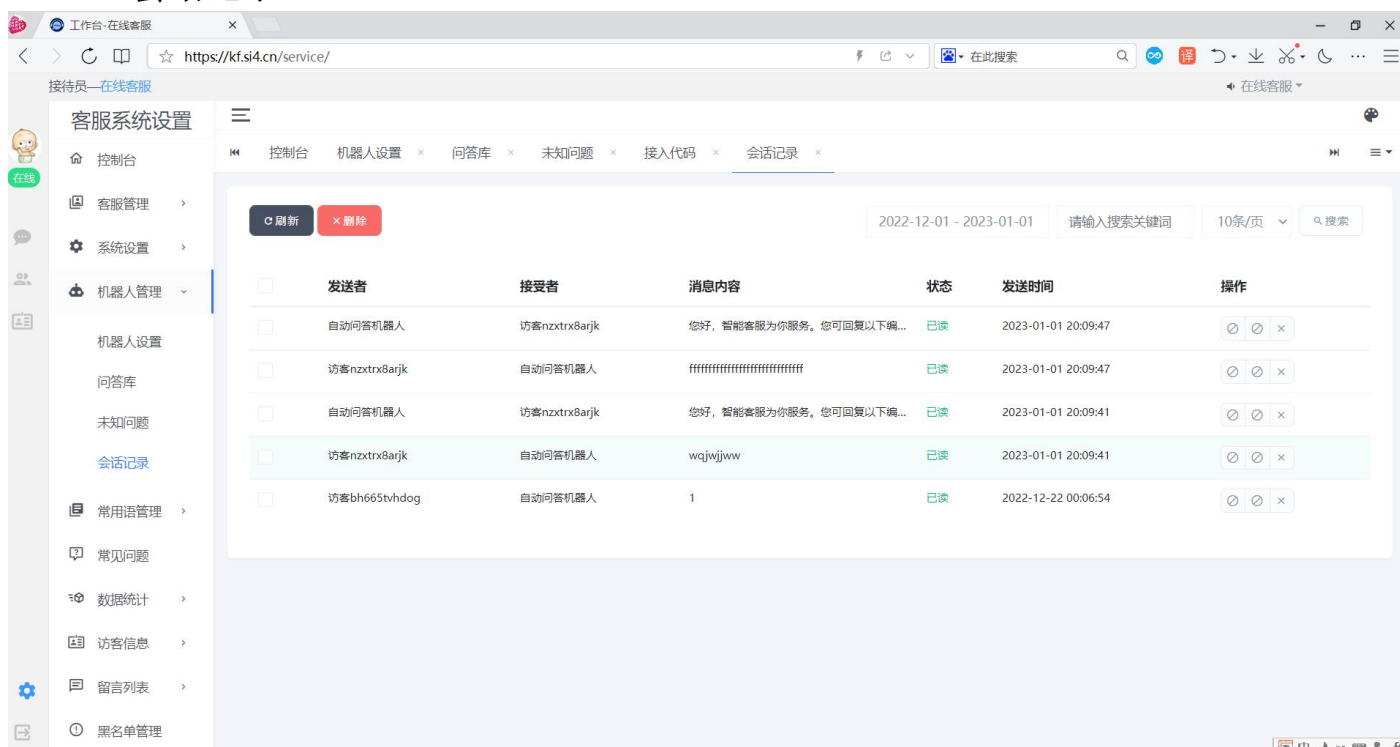 工作台-在线客服
https://kf.si4.cn/service/
在此搜索
译
接待员—在线客服
在线客服
客服系统设置
在线
控制台
机器人设置
问答库
未知问题
接入代码
会话记录
控制台
客服管理
系统设置
机器人管理
机器人设置
问答库
未知问题
会话记录
常用语管理
常见问题
数据统计
访客信息
留言列表
黑名单管理
刷新
×删除
2022-12-01 - 2023-01-01
请输入搜索关键词
10条/页
搜索
发送者 接受者 消息内容 状态 发送时间 操作
自动问答机器人 访客nzxtrx8arjk 您好，智能客服为你服务。您可回复以下编... 已读 2023-01-01 20:09:47
访客nzxtrx8arjk 自动问答机器人 ffffffffffffffffffffffffffffff 已读 2023-01-01 20:09:47
自动问答机器人 访客nzxtrx8arjk 您好，智能客服为你服务。您可回复以下编... 已读 2023-01-01 20:09:41
访客nzxtrx8arjk 自动问答机器人 wqjwjjww 已读 2023-01-01 20:09:41
访客bh665tvhdog 自动问答机器人 1 已读 2022-12-22 00:06:54